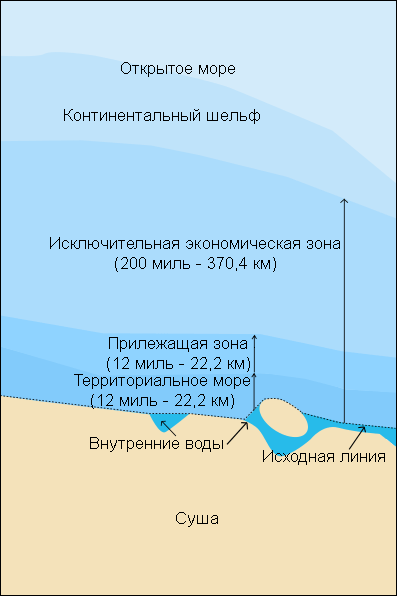 Открытое море
Континентальный шельф
Исключительная экономическая зона
(200 миль - 370,4 км)
Прилежащая зона
(12 миль - 22,2 км)
Территориальное море
(12 миль - 22,2 км)
Внутренние воды
Исходная линия
Суша